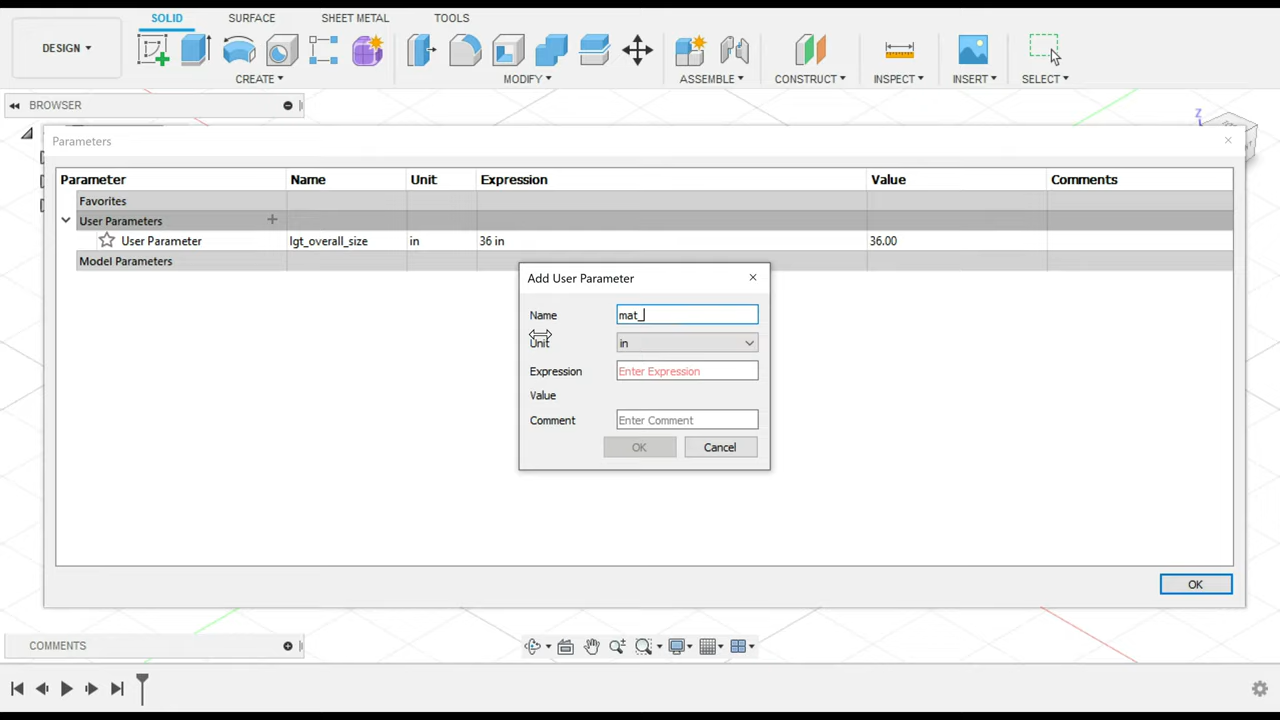 SOLID SURFACE SHEET METAL TOOLS
DESIGN
CREATE MODIFY ASSEMBLE CONSTRUCT INSPECT INSERT SELECT
BROWSER
Z
Parameters
Parameter Name Unit Expression Value Comments
Favorites
User Parameters
User Parameter lgt_overall_size in 36 in 36.00
Model Parameters
Add User Parameter
Name mat_
Unit in
Expression Enter Expression
Value
Comment Enter Comment
OK Cancel
OK
COMMENTS